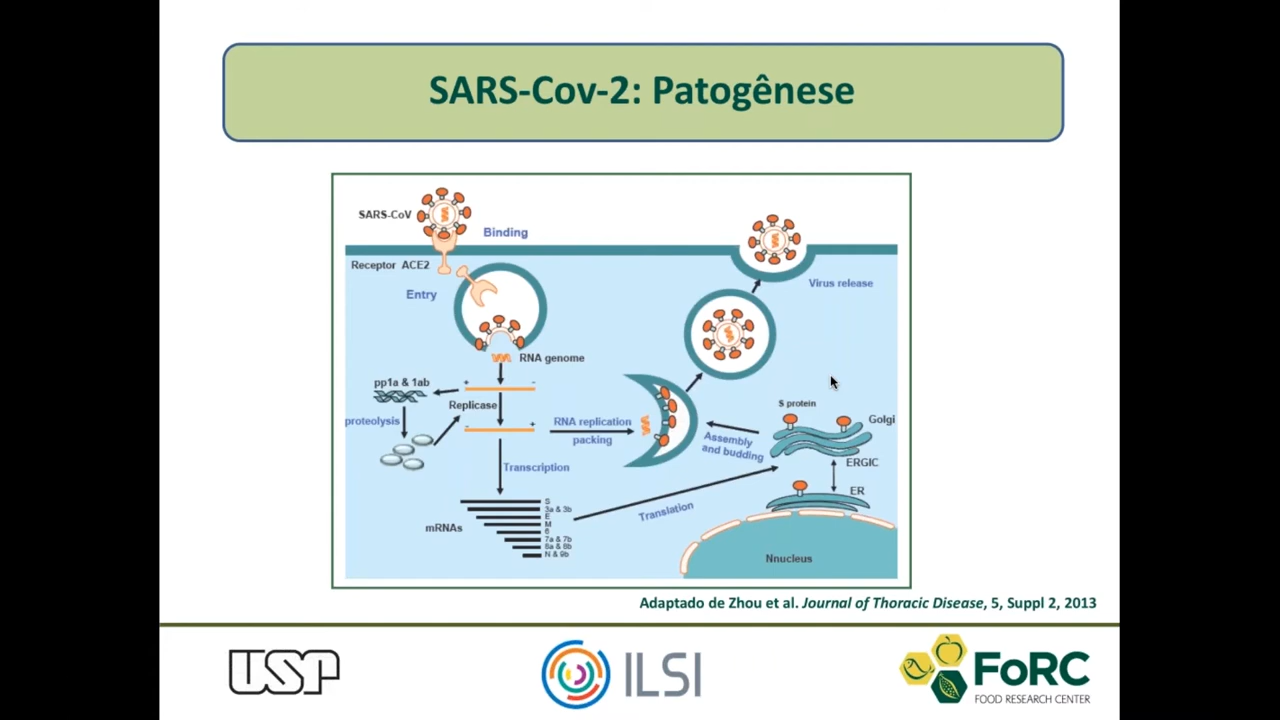 SARS-Cov-2: Patogênese
SARS-CoV
Binding
Receptor ACE2
Entry
Virus release
RNA genome
pp1a & 1ab
+ -
Replicase
proteolysis
- +
RNA replication
packing
S protein
Golgi
Assembly
and budding
ERGIC
Transcription
ER
Translation
mRNAs
S
3a & 3b
E
M
6
7a & 7b
8a & 8b
N & 9b
Nnucleus
Adaptado de Zhou et al. Journal of Thoracic Disease, 5, Suppl 2, 2013
USP
ILSI
FoRC
FOOD RESEARCH CENTER